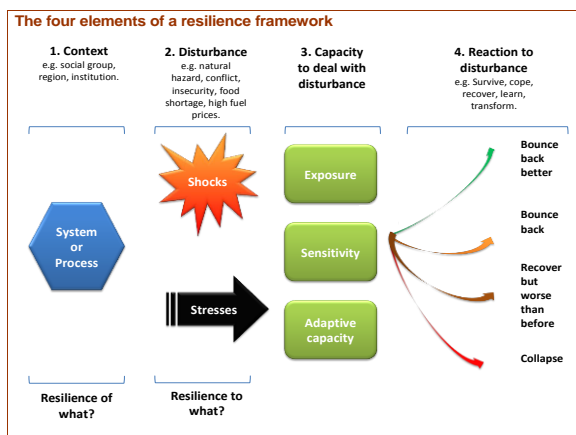 The four elements of a resilience framework
1. Context
e.g. social group,
region, institution.
2. Disturbance
e.g. natural
hazard, conflict,
insecurity, food
shortage, high fuel
prices.
3. Capacity
to deal with
disturbance
4. Reaction to
disturbance
e.g. Survive, cope,
recover, learn,
transform.
System
or
Process
Shocks
Stresses
Exposure
Sensitivity
Adaptive
capacity
Bounce
back
better
Bounce
back
Recover
but
worse
than
before
Collapse
Resilience of
what?
Resilience to
what?